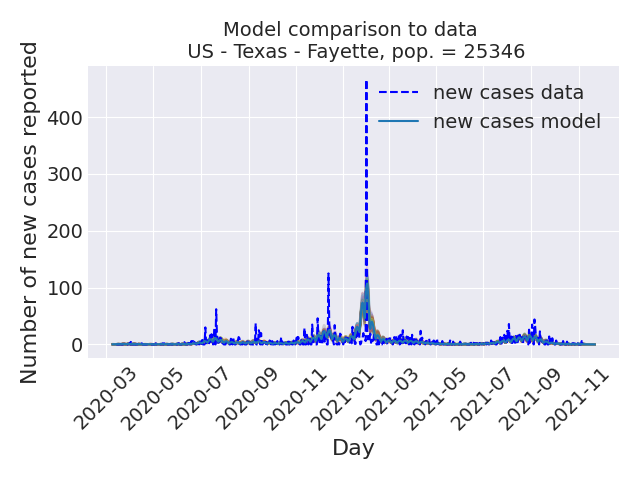 Model comparison to data
US - Texas - Fayette, pop. = 25346
Number of new cases reported
400
300
200
100
0
new cases data
new cases model
2020-03
2020-05
2020-07
2020-09
2020-11
2021-01
2021-03
2021-05
2021-07
2021-09
2021-11
Day